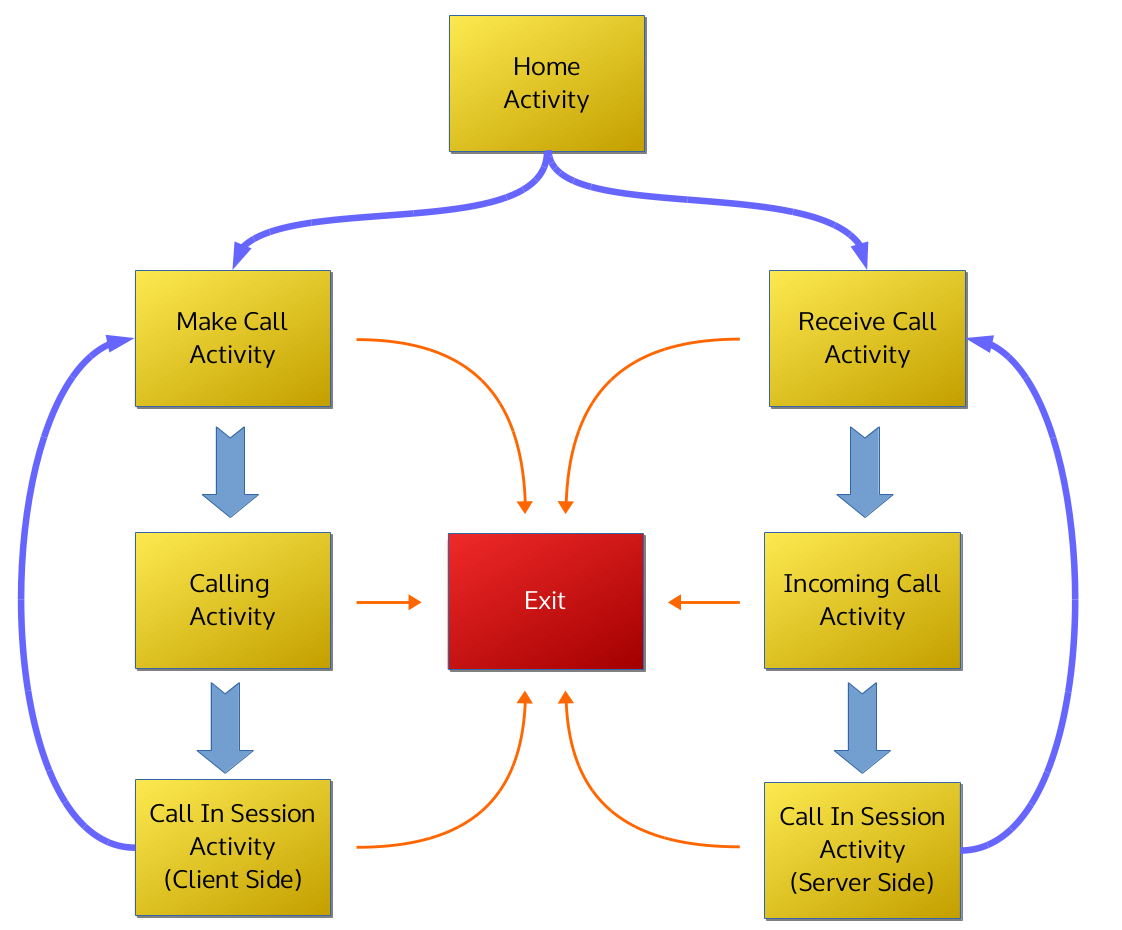 Home
Activity
Make Call
Activity
Receive Call
Activity
Calling
Activity
Exit
Incoming Call
Activity
Call In Session
Activity
(Client Side)
Call In Session
Activity
(Server Side)